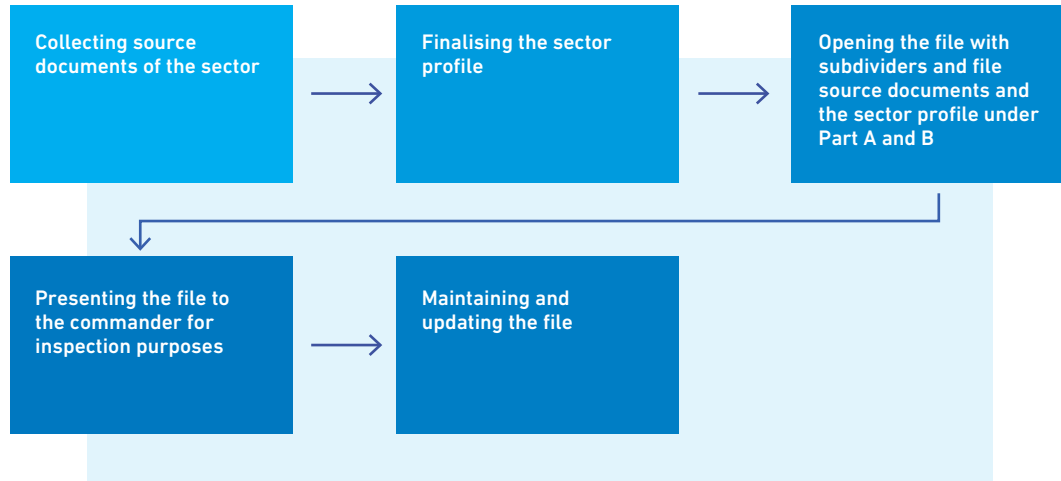 Collecting source
documents of the sector
Finalising the sector
profile
Opening the file with
subdividers and file
source documents and
the sector profile under
Part A and B
Presenting the file to
the commander for
inspection purposes
Maintaining and
updating the file